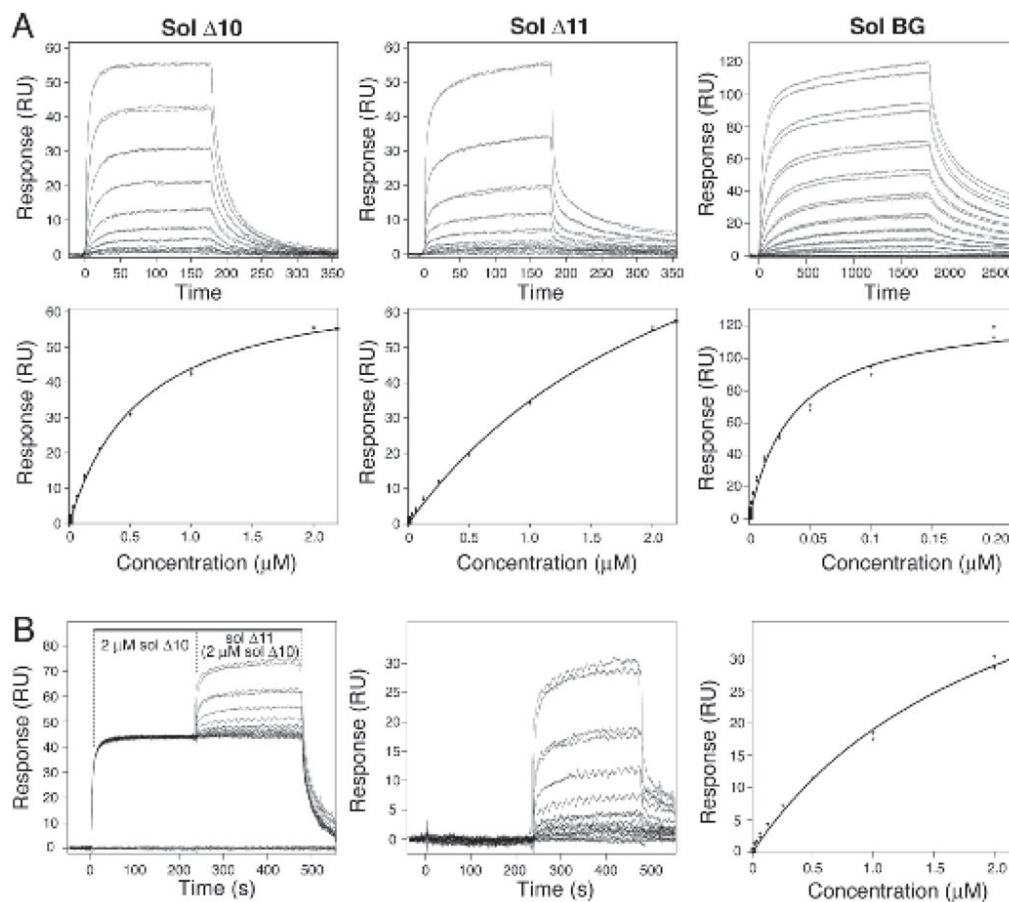 A
Sol Δ10
Sol Δ11
Sol BG
60
50
40
30
20
10
0
Response (RU)
0 50 100 150 200 250 300 350
Time
60
50
40
30
20
10
0
Response (RU)
0 50 100 150 200 250 300 350
Time
120
100
80
60
40
20
0
Response (RU)
0 500 1000 1500 2000 2500
Time
60
50
40
30
20
10
0
Response (RU)
0 0.5 1.0 1.5 2.0
Concentration (μM)
60
50
40
30
20
10
0
Response (RU)
0 0.5 1.0 1.5 2.0
Concentration (μM)
120
100
80
60
40
20
0
Response (RU)
0 0.05 0.1 0.15 0.20
Concentration (μM)
B
80
70
60
50
40
30
20
10
0
Response (RU)
2 μM sol Δ10
sol Δ11
(2 μM sol Δ10)
0 100 200 300 400 500
Time (s)
30
25
20
15
10
5
0
Response (RU)
0 100 200 300 400 500
Time (s)
30
25
20
15
10
5
0
Response (RU)
0 0.5 1.0 1.5 2.0
Concentration (μM)